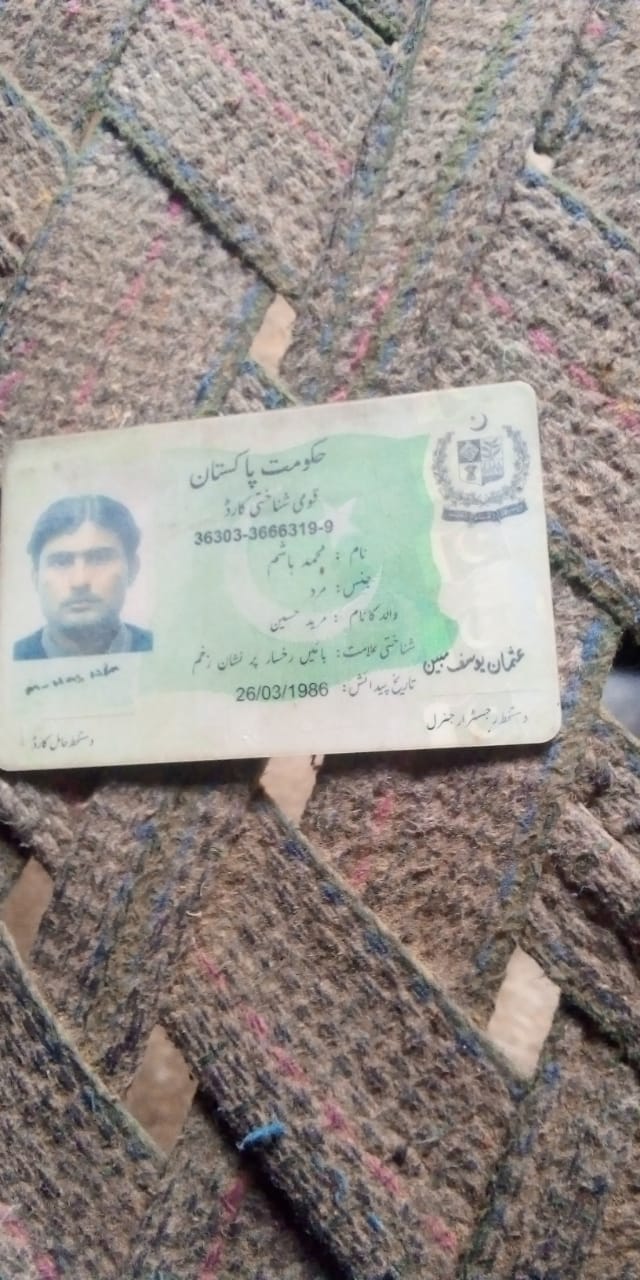 حکومت پاکستان
قومی شناختی کارڈ
36303-3666319-9
نام : محمد ہاشم
جنس: مرد
والد کا نام : مرید حسین
شناختی علامت: بائیں رخسار پر نشان زخم
تاریخ پیدائش: 26/03/1986
عثمان یوسف مبین
دستخط رجسٹرار جنرل
دستخط حامل کارڈ